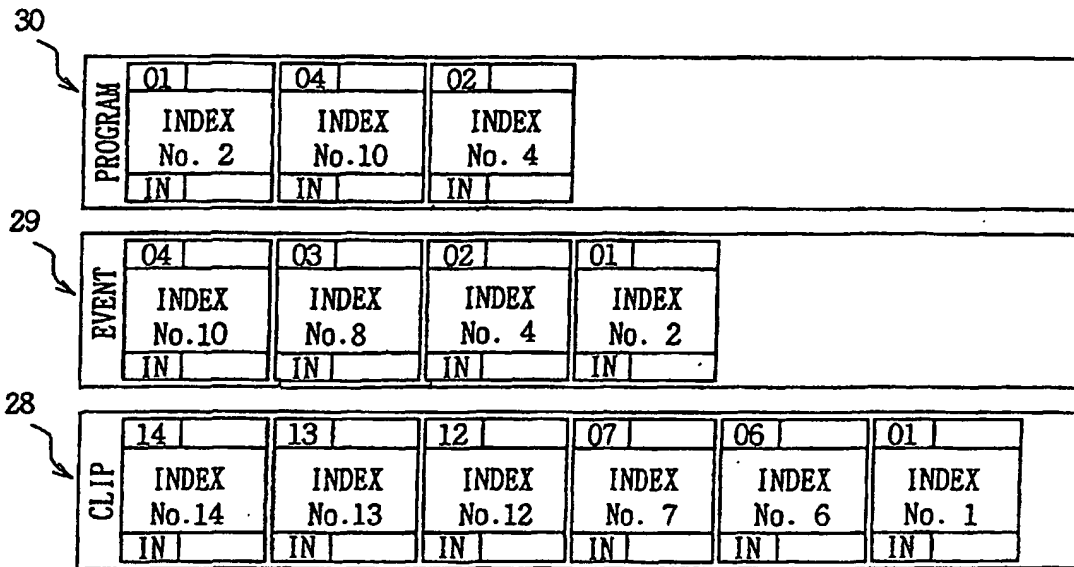 30
PROGRAM
01 04 02
INDEX INDEX INDEX
No. 2 No.10 No. 4
IN IN IN
29
EVENT
04 03 02 01
INDEX INDEX INDEX INDEX
No.10 No.8 No. 4 No. 2
IN IN IN IN
28
CLIP
14 13 12 07 06 01
INDEX INDEX INDEX INDEX INDEX INDEX
No.14 No.13 No.12 No. 7 No. 6 No. 1
IN IN IN IN IN IN